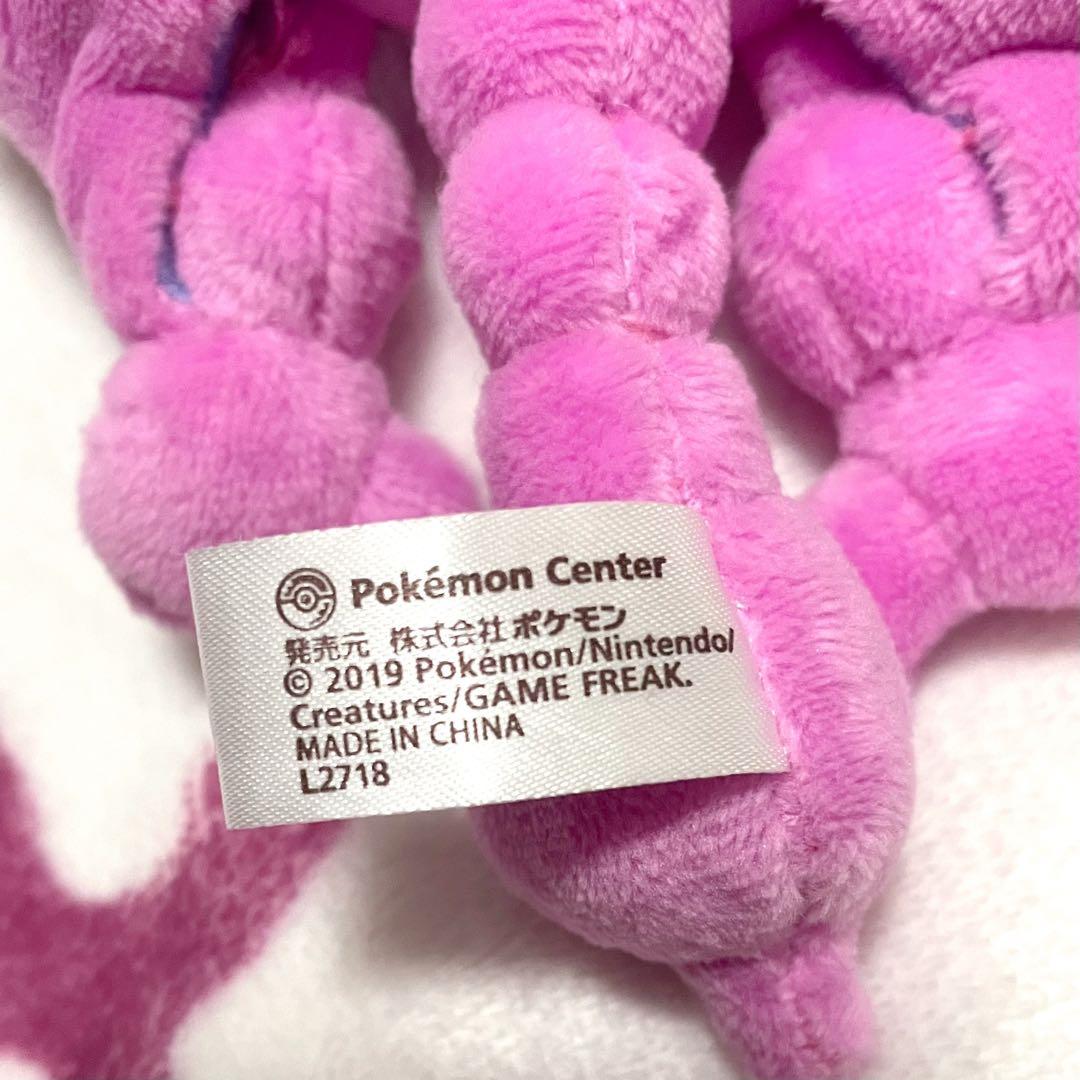 Pokémon Center
発売元 株式会社ポケモン
© 2019 Pokémon/Nintendo/
Creatures/GAME FREAK.
MADE IN CHINA
L2718